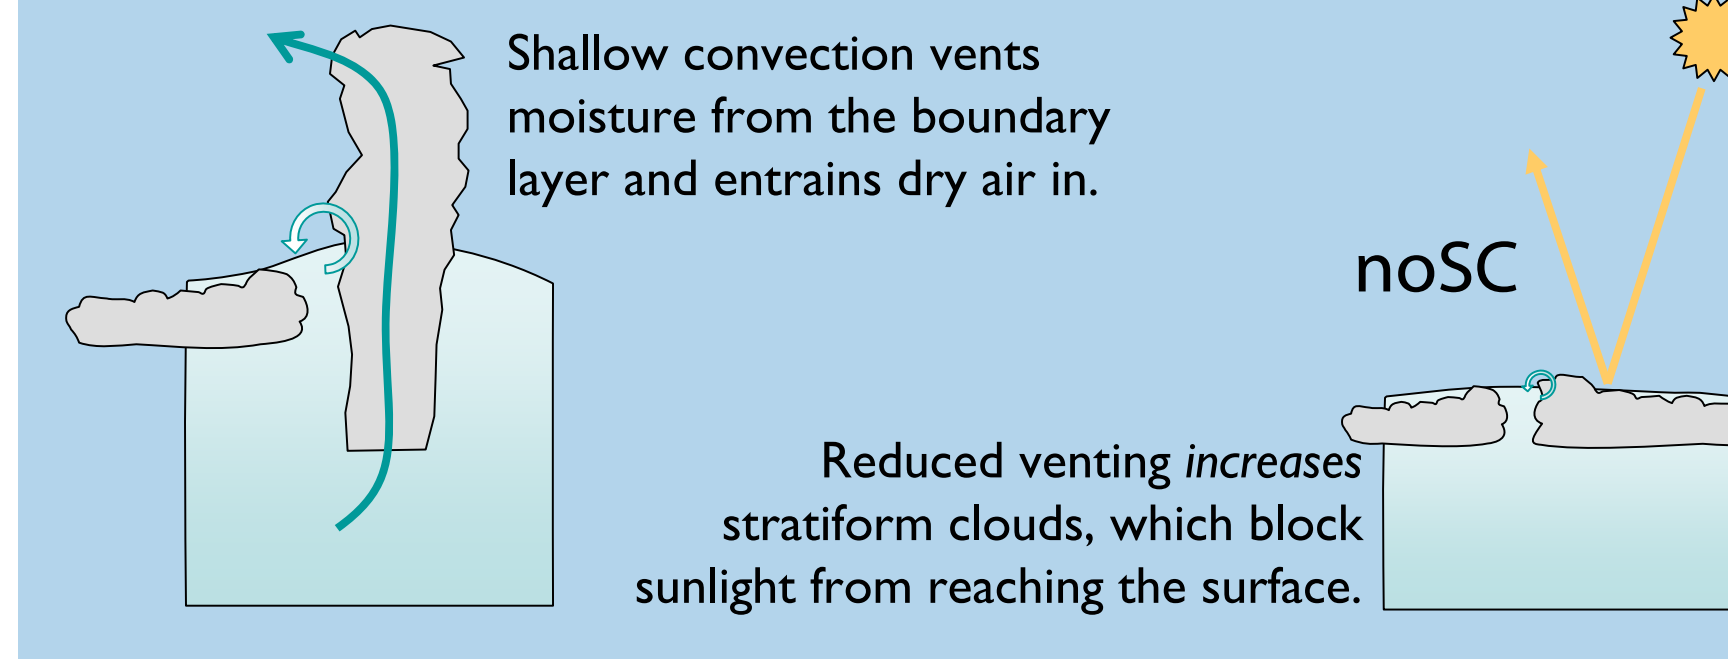 Shallow convection vents
moisture from the boundary
layer and entrains dry air in.
noSC
Reduced venting increases
stratiform clouds, which block
sunlight from reaching the surface.